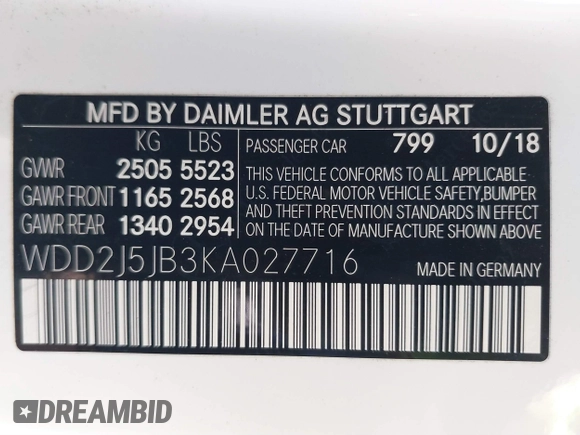 MFD BY DAIMLER AG STUTTGART
KG LBS
GVWR 2505 5523
GAWR FRONT 1165 2568
GAWR REAR 1340 2954
PASSENGER CAR 799 10/18
THIS VEHICLE CONFORMS TO ALL APPLICABLE
U.S. FEDERAL MOTOR VEHICLE SAFETY,BUMPER
AND THEFT PREVENTION STANDARDS IN EFFECT
ON THE DATE OF MANUFACTURE SHOWN ABOVE
WDD2J5JB3KA027716
MADE IN GERMANY
DREAMBID